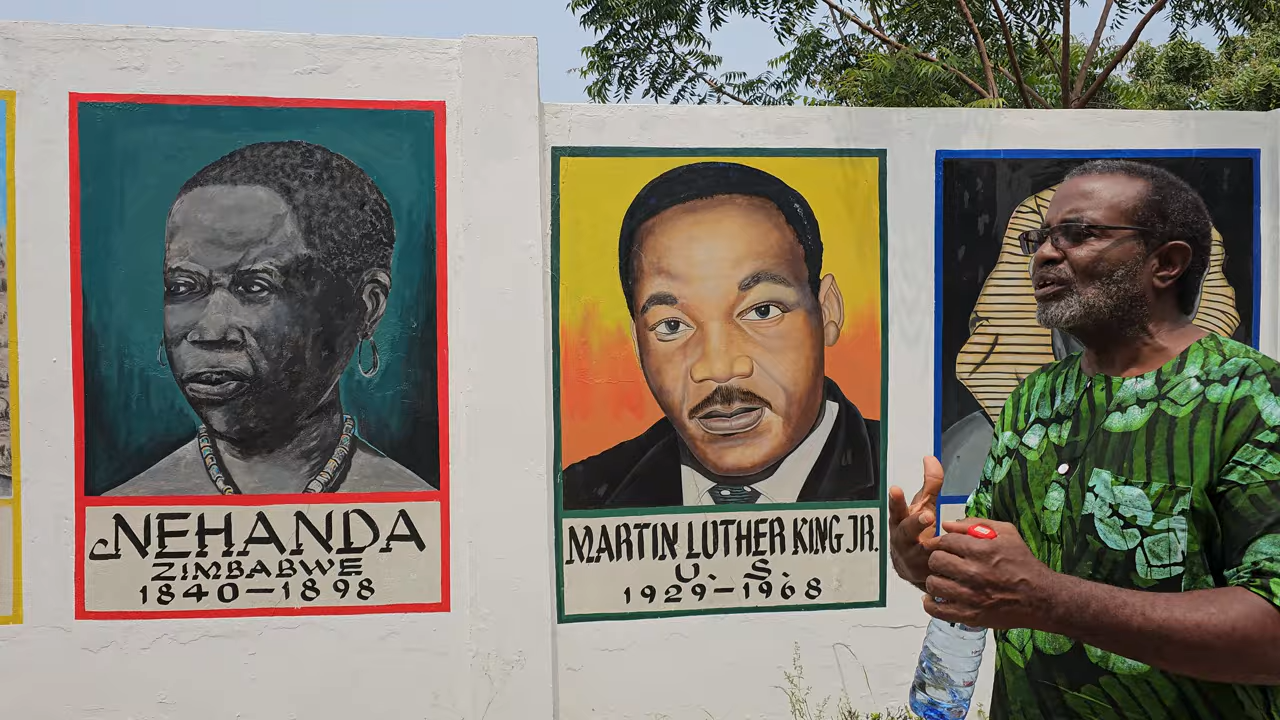 NEHANDA
ZIMBABWE
1840-1898
MARTIN LUTHER KING JR.
U. S.
1929-1968